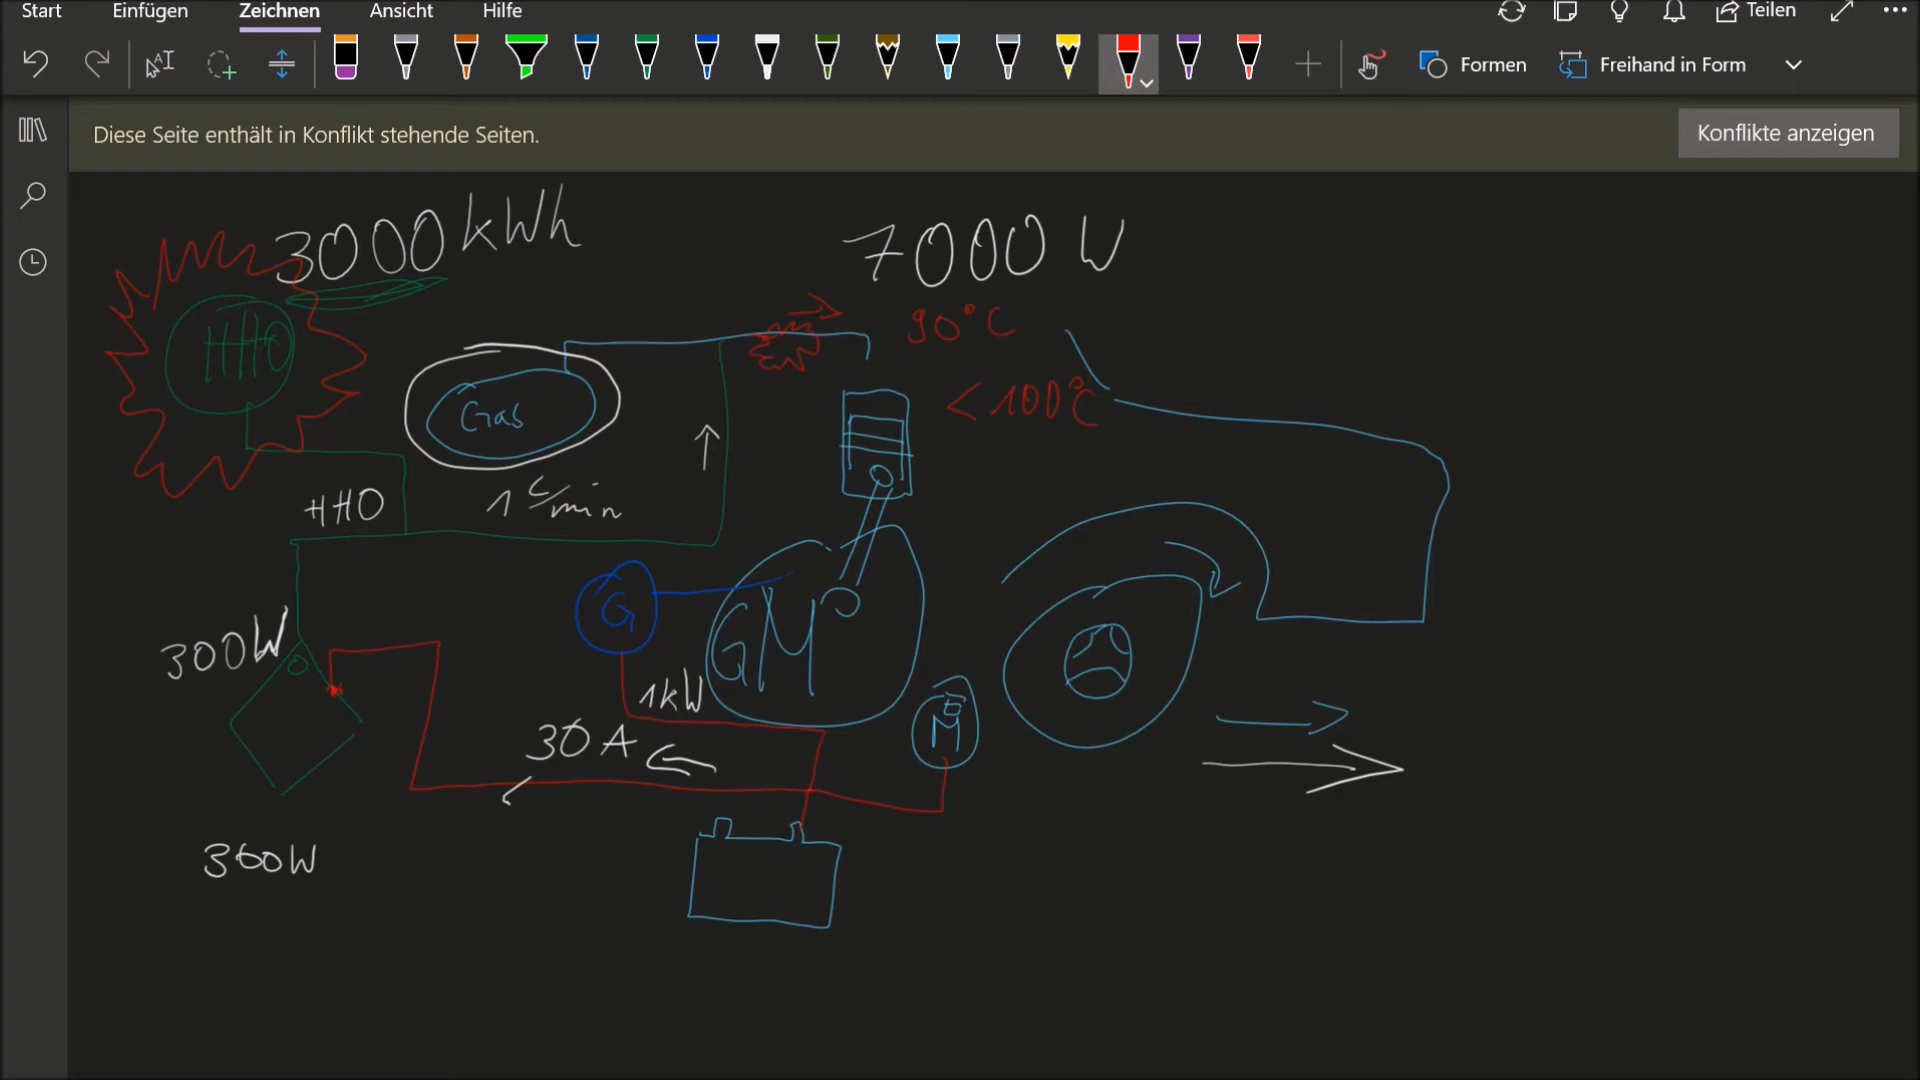 Start Einfügen Zeichnen Ansicht Hilfe Teilen
Formen Freihand in Form
Diese Seite enthält in Konflikt stehende Seiten. Konflikte anzeigen
3000 kWh 7000 W
90°C
HHO
Gas
<100°C
HHO 1 L/min
G
GM
300W
1kW
30A
E
M
300W